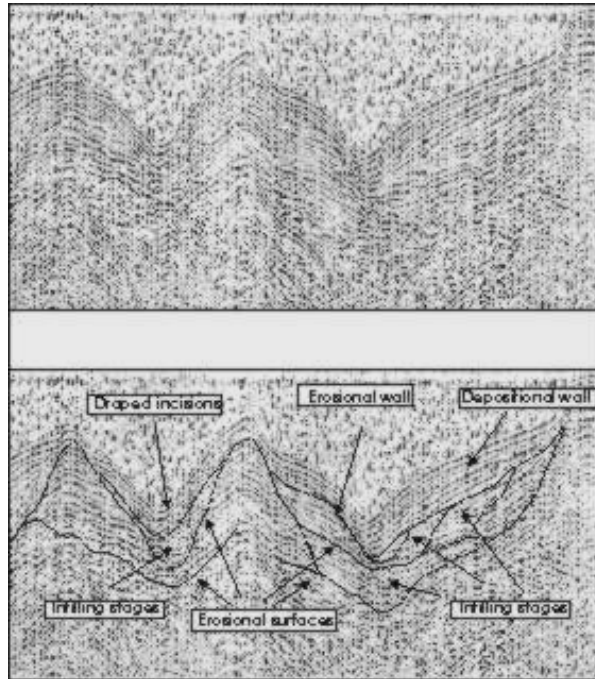 Draped incisions
Erosional wall
Depositional wall
Infilling stages
Erosional surfaces
Infilling stages